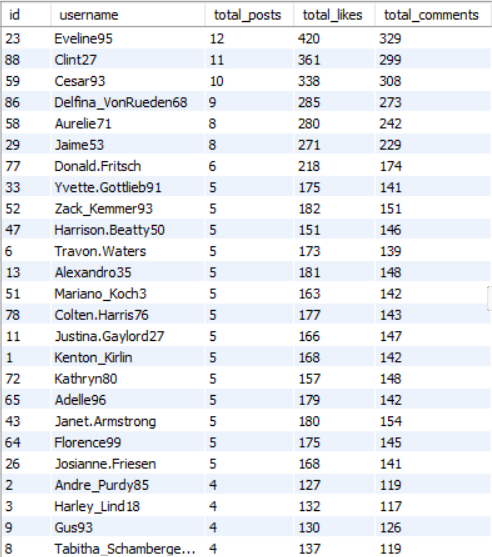 id username total_posts total_likes total_comments
23 Eveline95 12 420 329
88 Clint27 11 361 299
59 Cesar93 10 338 308
86 Delfina_VonRueden68 9 285 273
58 Aurelie71 8 280 242
29 Jaime53 8 271 229
77 Donald.Fritsch 6 218 174
33 Yvette.Gottlieb91 5 175 141
52 Zack_Kemmer93 5 182 151
47 Harrison.Beatty50 5 151 146
6 Travon.Waters 5 173 139
13 Alexandro35 5 181 148
51 Mariano_Koch3 5 163 142
78 Colten.Harris76 5 177 143
11 Justina.Gaylord27 5 166 147
1 Kenton_Kirlin 5 168 142
72 Kathryn80 5 157 148
65 Adelle96 5 179 142
43 Janet.Armstrong 5 180 154
64 Florence99 5 175 145
26 Josianne.Friesen 5 168 141
2 Andre_Purdy85 4 127 119
3 Harley_Lind18 4 132 117
9 Gus93 4 130 126
8 Tabitha_Schamberge... 4 137 119